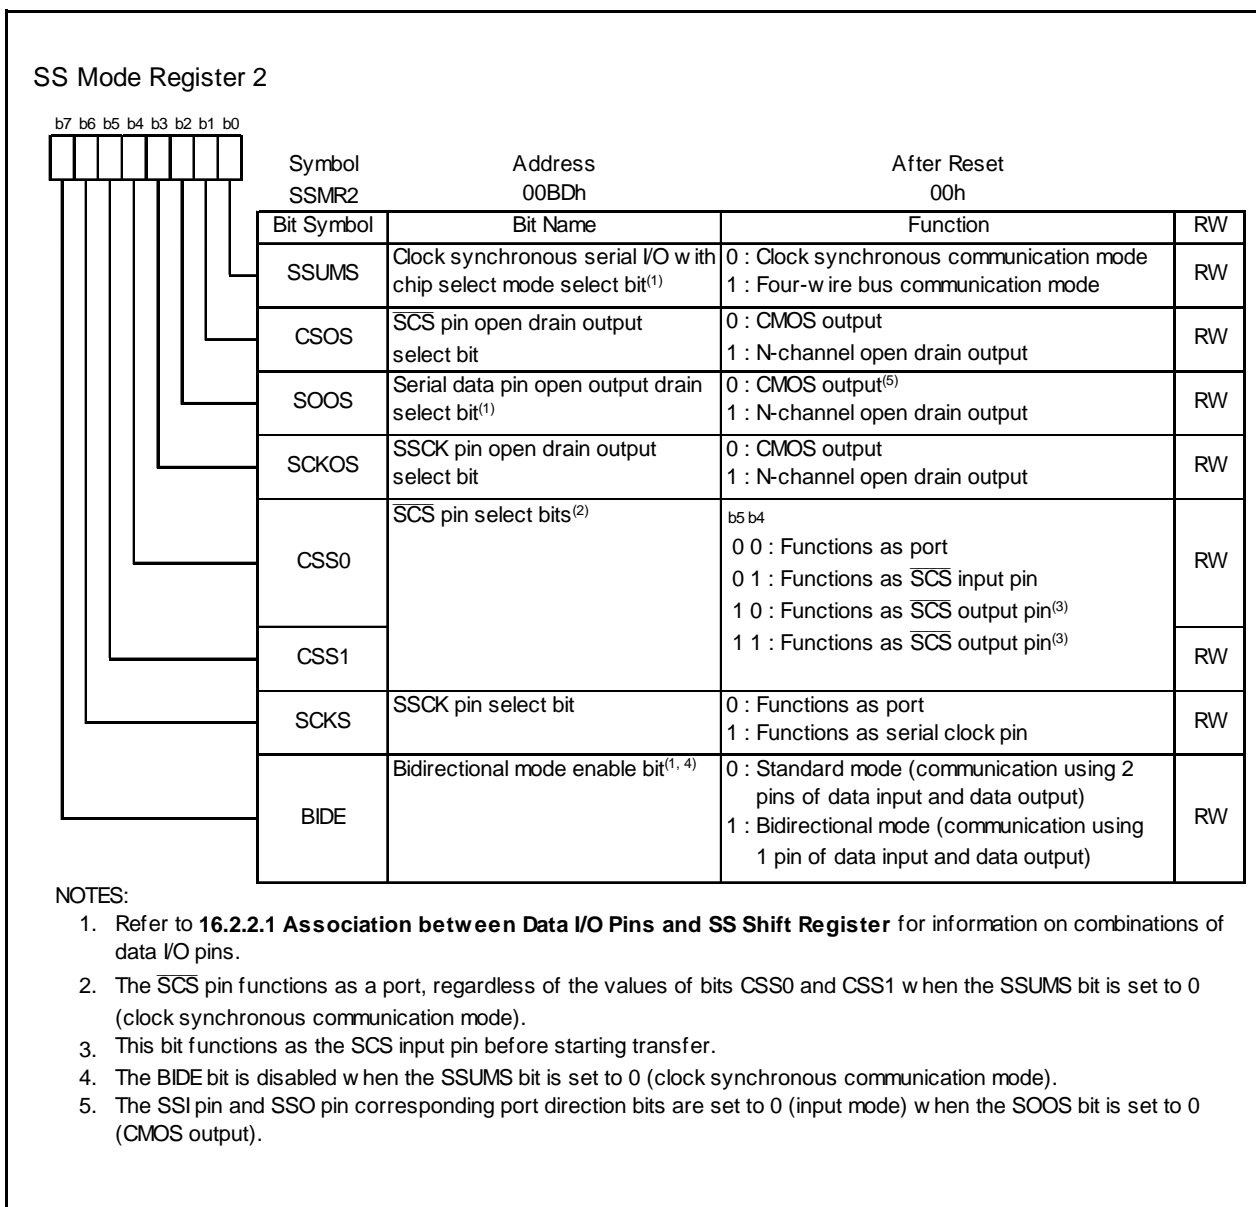 SS Mode Register 2
b7 b6 b5 b4 b3 b2 b1 b0
Symbol Address After Reset
SSMR2 00BDh 00h
Bit Symbol Bit Name Function RW
SSUMS
Clock synchronous serial I/O with
chip select mode select bit(1)
0 : Clock synchronous communication mode
1 : Four-wire bus communication mode
RW
CSOS
SCS pin open drain output
select bit
0 : CMOS output
1 : N-channel open drain output
RW
SOOS
Serial data pin open output drain
select bit(1)
0 : CMOS output(5)
1 : N-channel open drain output
RW
SCKOS
SSCK pin open drain output
select bit
0 : CMOS output
1 : N-channel open drain output
RW
CSS0
SCS pin select bits(2)
b5 b4
0 0 : Functions as port
0 1 : Functions as SCS input pin
1 0 : Functions as SCS output pin(3)
1 1 : Functions as SCS output pin(3)
RW
CSS1
RW
SCKS
SSCK pin select bit
0 : Functions as port
1 : Functions as serial clock pin
RW
BIDE
Bidirectional mode enable bit(1, 4)
0 : Standard mode (communication using 2
pins of data input and data output)
1 : Bidirectional mode (communication using
1 pin of data input and data output)
RW
NOTES:
1. Refer to 16.2.2.1 Association between Data I/O Pins and SS Shift Register for information on combinations of
data I/O pins.
2. The SCS pin functions as a port, regardless of the values of bits CSS0 and CSS1 when the SSUMS bit is set to 0
(clock synchronous communication mode).
3. This bit functions as the SCS input pin before starting transfer.
4. The BIDE bit is disabled when the SSUMS bit is set to 0 (clock synchronous communication mode).
5. The SSI pin and SSO pin corresponding port direction bits are set to 0 (input mode) when the SOOS bit is set to 0
(CMOS output).